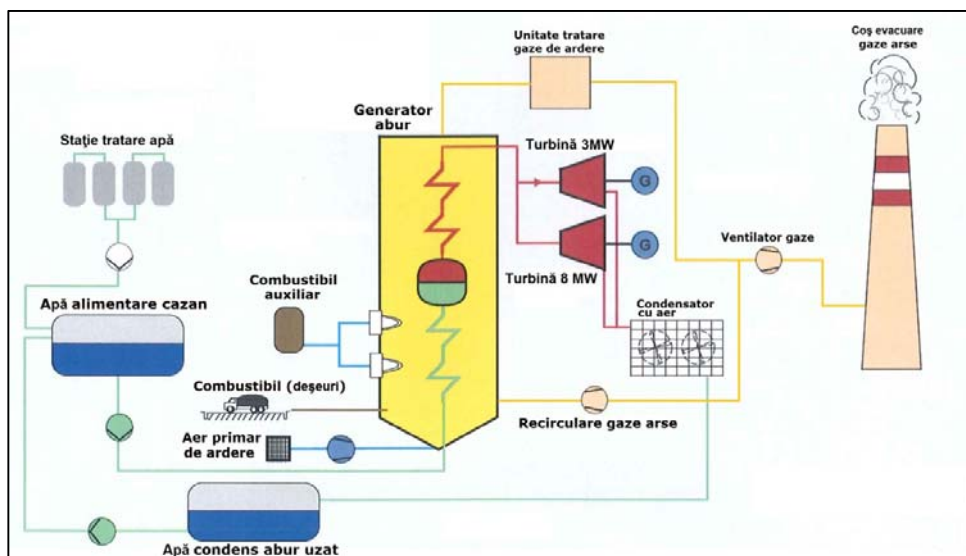 Unitate tratare
gaze de ardere
Coş evacuare
gaze arse
Generator
abur
Staţie tratare apă
Turbină 3MW
G
G
Ventilator gaze
Turbină 8 MW
Combustibil
auxiliar
Condensator
cu aer
Apă alimentare cazan
Combustibil (deşeuri)
Recirculare gaze arse
Aer primar
de ardere
Apă condens abur uzat